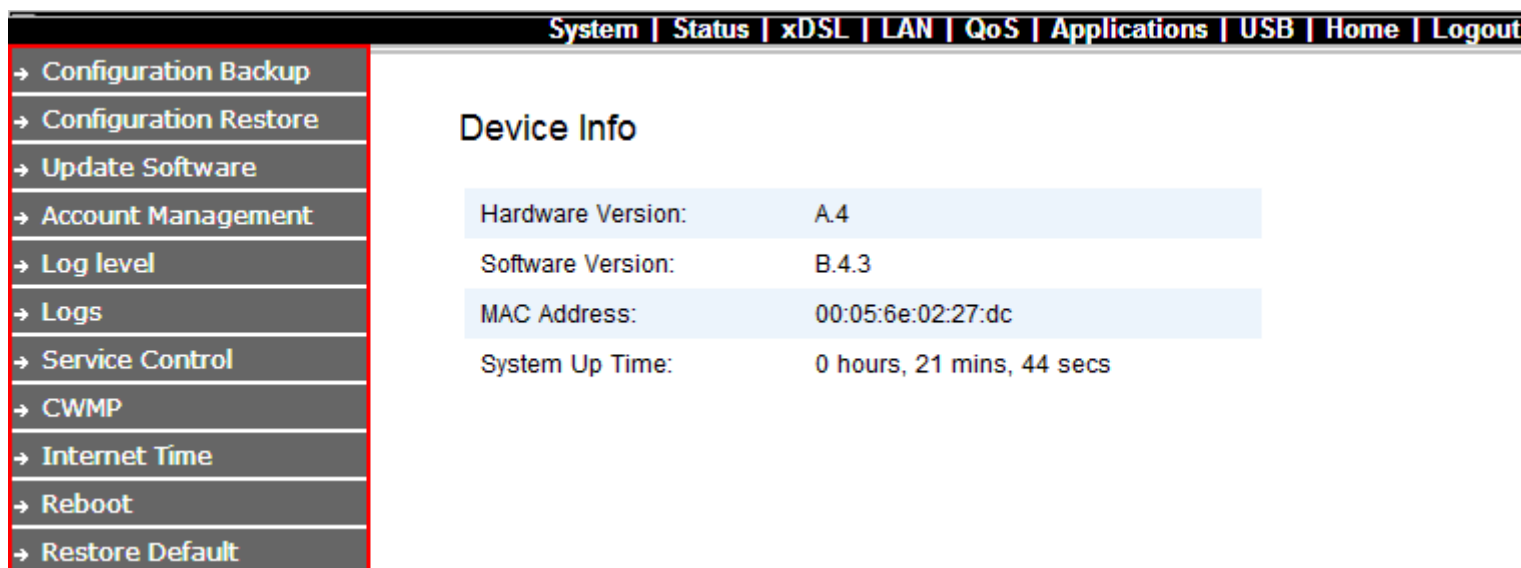 System | Status | xDSL | LAN | QoS | Applications | USB | Home | Logout
Configuration Backup
Configuration Restore
Update Software
Account Management
Log level
Logs
Service Control
CWMP
Internet Time
Reboot
Restore Default
Device Info
Hardware Version: A.4
Software Version: B.4.3
MAC Address: 00:05:6e:02:27:dc
System Up Time: 0 hours, 21 mins, 44 secs